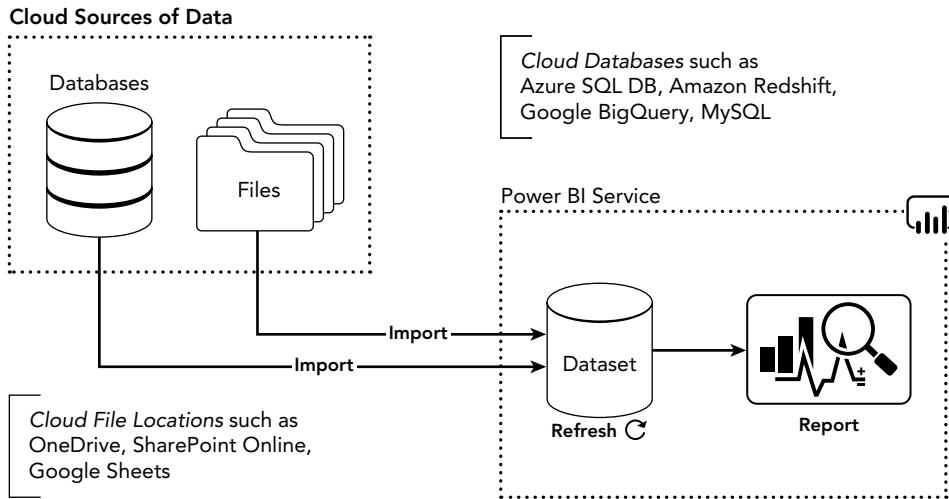 Cloud Sources of Data
Databases
Files
Cloud Databases such as
Azure SQL DB, Amazon Redshift,
Google BigQuery, MySQL
Power BI Service
Import
Import
Dataset
Refresh
Report
Cloud File Locations such as
OneDrive, SharePoint Online,
Google Sheets